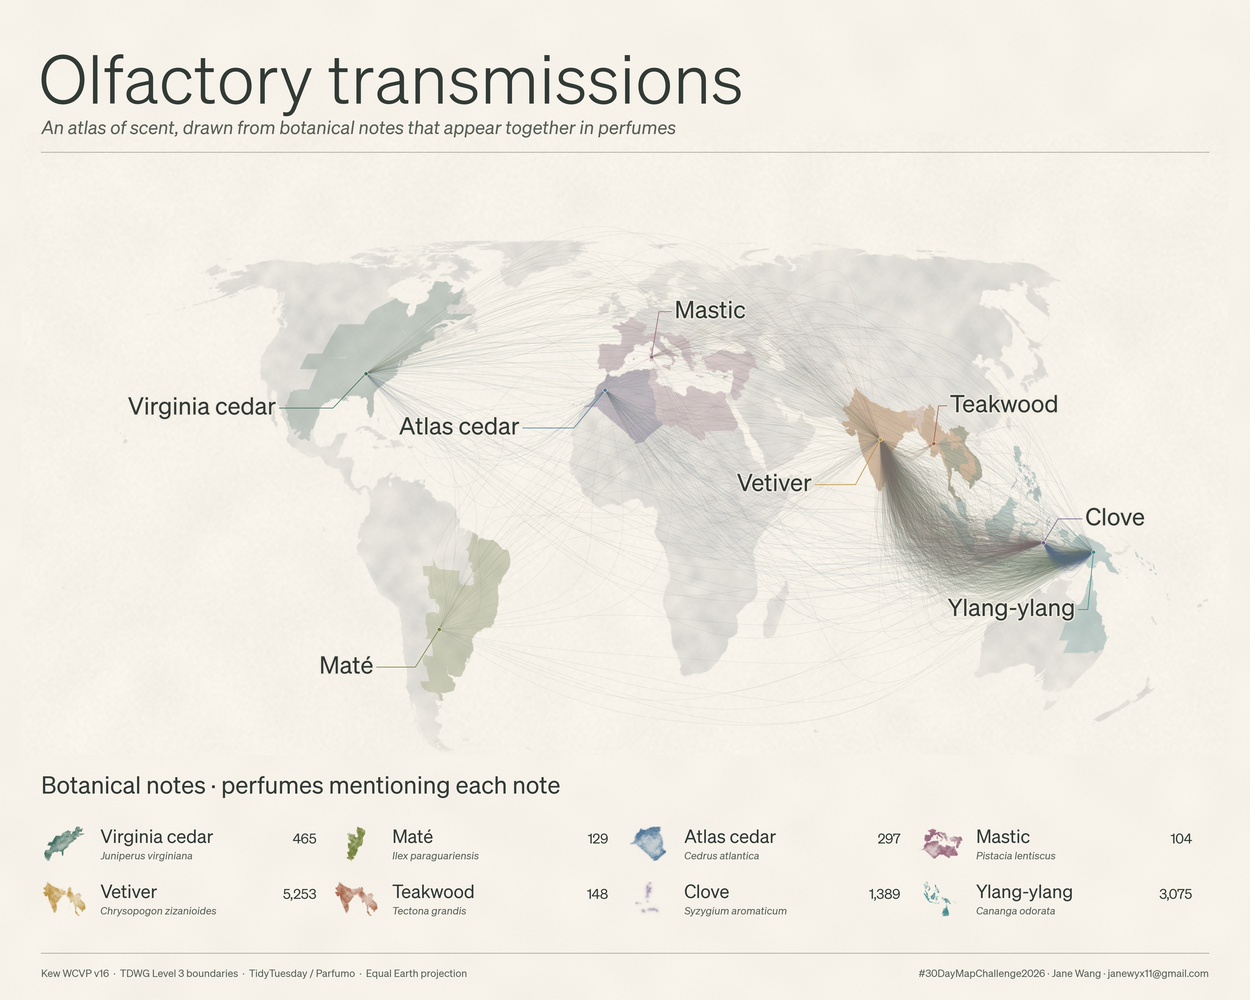 Olfactory transmissions
An atlas of scent, drawn from botanical notes that appear together in perfumes
Mastic
Virginia cedar
Teakwood
Atlas cedar
Vetiver
Clove
Ylang-ylang
Maté
Botanical notes · perfumes mentioning each note
Virginia cedar 465
Juniperus virginiana
Maté 129
Ilex paraguariensis
Atlas cedar 297
Cedrus atlantica
Mastic 104
Pistacia lentiscus
Vetiver 5,253
Chrysopogon zizanioides
Teakwood 148
Tectona grandis
Clove 1,389
Syzygium aromaticum
Ylang-ylang 3,075
Cananga odorata
Kew WCVP v16 · TDWG Level 3 boundaries · TidyTuesday / Parfumo · Equal Earth projection
#30DayMapChallenge2026 · Jane Wang · janewyx11@gmail.com